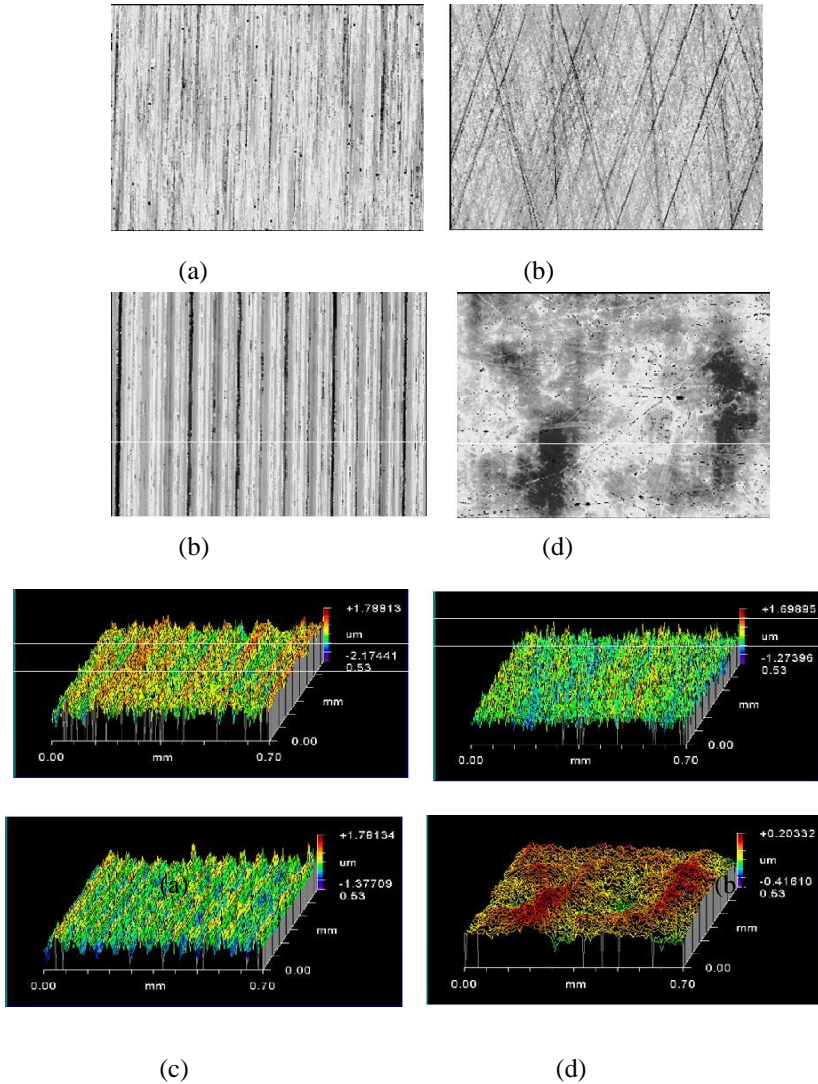 (a) (b)
(b) (d)
+1.78813
um
-2.17441
0.53
mm
0.00
0.00 mm 0.70
+1.69895
um
-1.27396
0.53
mm
0.00
0.00 mm 0.70
+1.78134
um
-1.37709
0.53
mm
0.00
0.00 mm 0.70
(a)
+0.20332
um
-0.41610
0.53
mm
0.00
0.00 mm 0.70
(b
(c) (d)